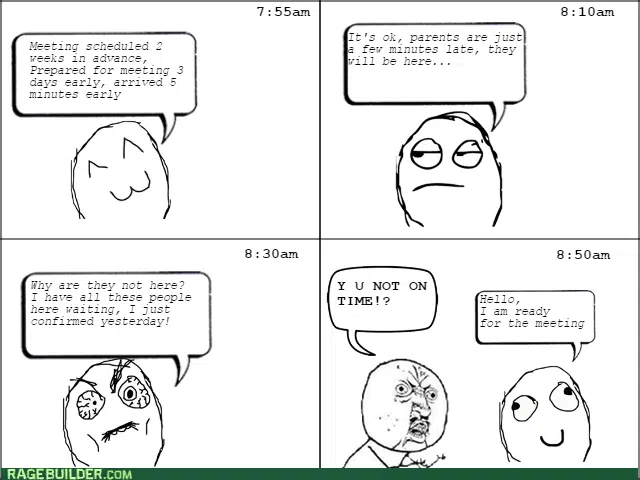 7:55am
Meeting scheduled 2
weeks in advance,
Prepared for meeting 3
days early, arrived 5
minutes early
8:10am
It's ok, parents are just
a few minutes late, they
will be here...
8:30am
Why are they not here?
I have all these people
here waiting, I just
confirmed yesterday!
8:50am
Y U NOT ON
TIME!?
Hello,
I am ready
for the meeting
RAGEBUILDER.COM